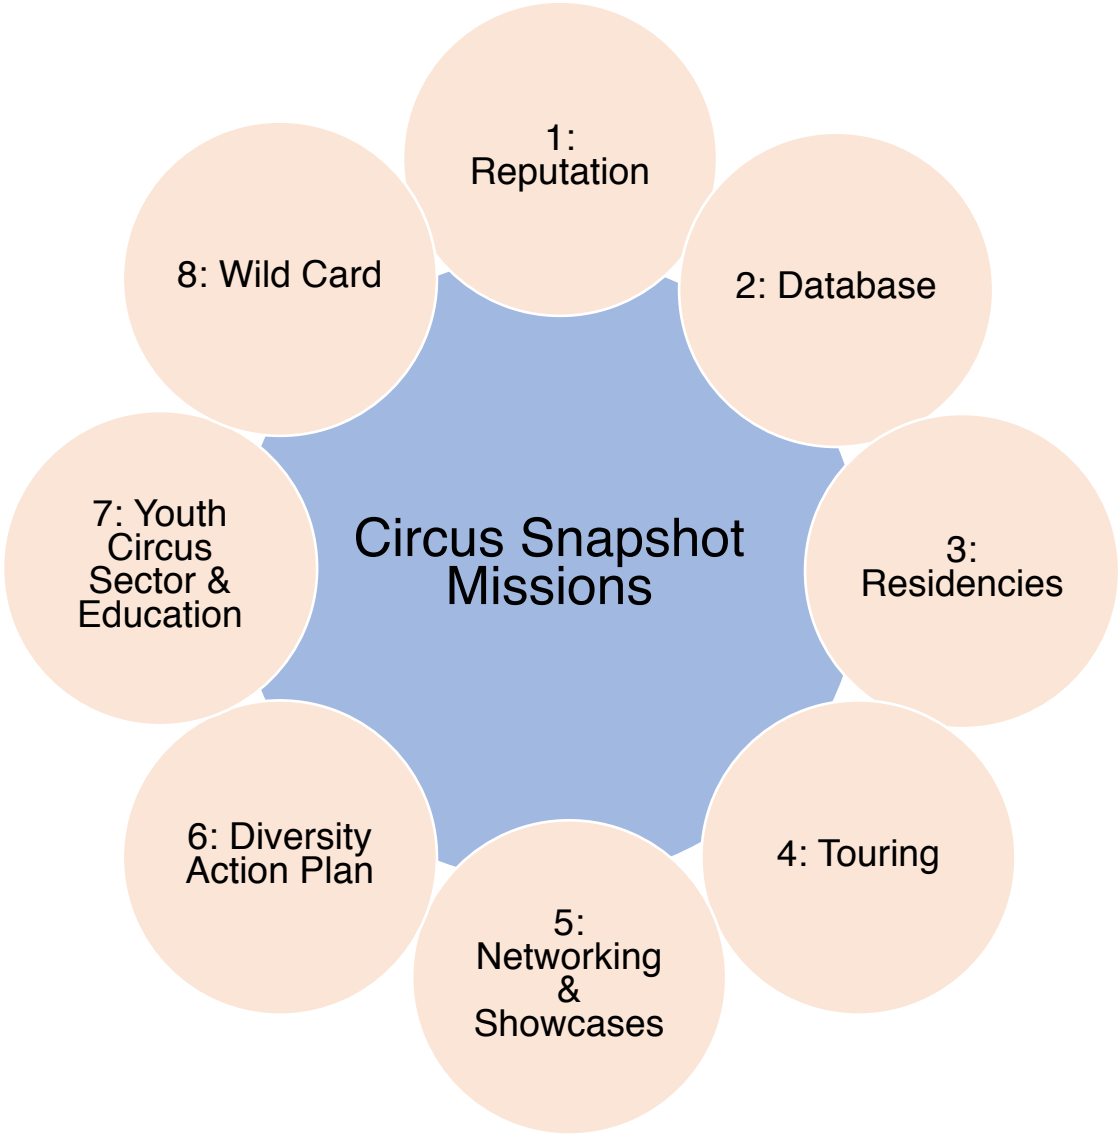 1:
Reputation
2: Database
3:
Residencies
4: Touring
5:
Networking
&
Showcases
6: Diversity
Action Plan
7: Youth
Circus
Sector &
Education
8: Wild Card
Circus Snapshot
Missions